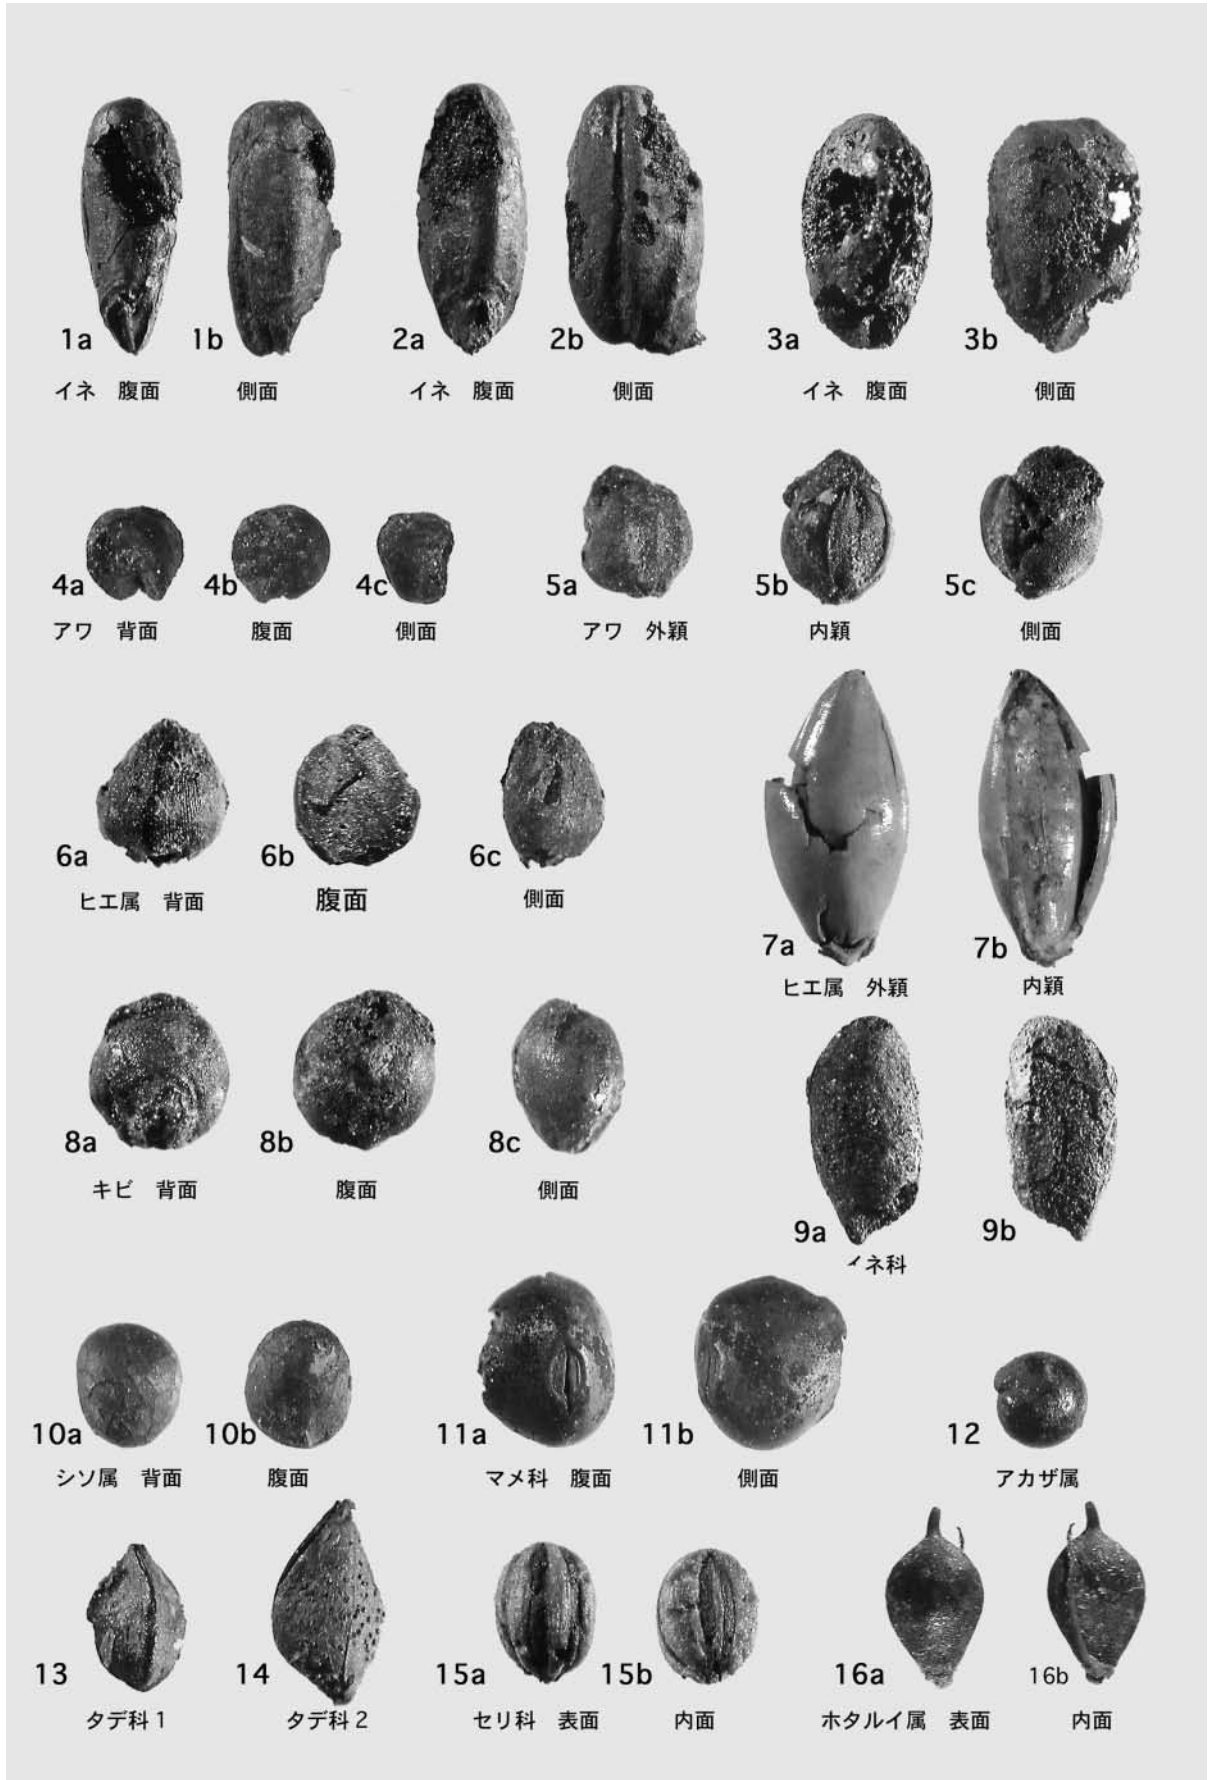 1a 1b 2a 2b 3a 3b
イネ 腹面 側面 イネ 腹面 側面 イネ 腹面 側面
4a 4b 4c 5a 5b 5c
アワ 背面 腹面 側面 アワ 外穎 内穎 側面
6a 6b 6c
ヒエ属 背面 腹面 側面
7a 7b
ヒエ属 外穎 内穎
8a 8b 8c
キビ 背面 腹面 側面
9a 9b
イネ科
10a 10b 11a 11b 12
シソ属 背面 腹面 マメ科 腹面 側面 アカザ属
13 14 15a 15b 16a 16b
タデ科1 タデ科2 セリ科 表面 内面 ホタルイ属 表面 内面